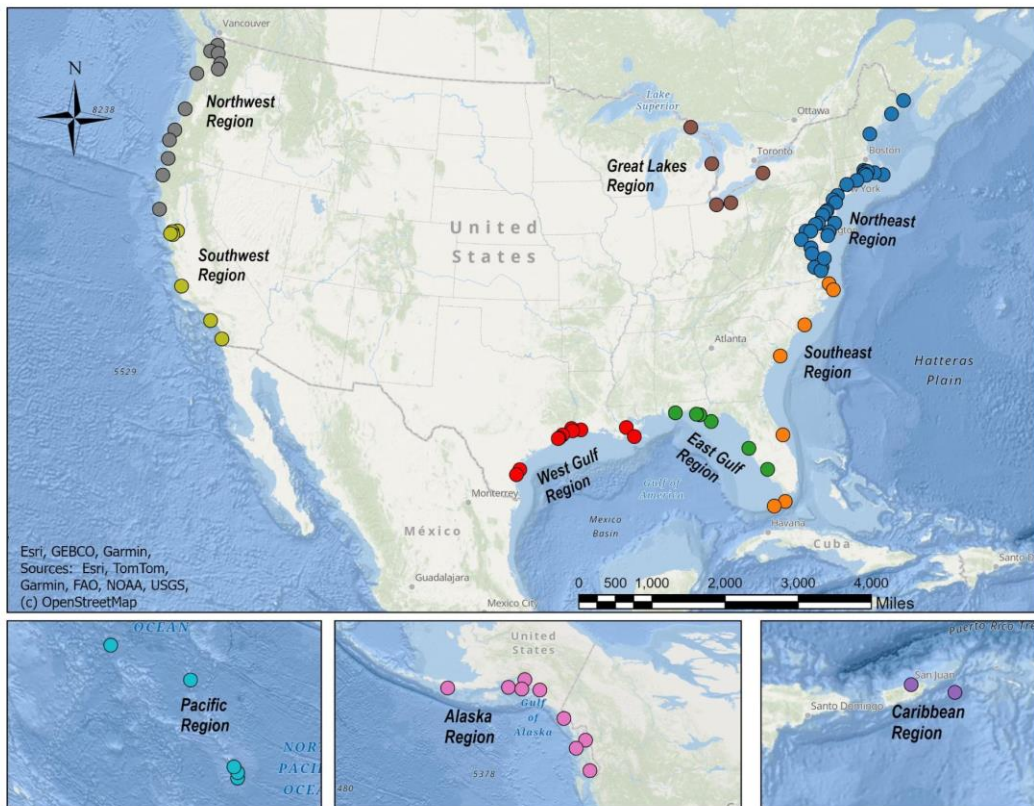 Vancouver
N
8238
Northwest
Region
Lake
Superior
Ottawa
Great Lakes
Region
Toronto
Boston
United
States
Northeast
Region
Southwest
Region
Atlanta
Southeast
Region
Hatteras
Plain
5529
West Gulf
Region
East Gulf
Region
Gulf of
America
Monterrey
México
Mexico
Basin
Havana
Cuba
Guadalajara
Mexico City
Esri, GEBCO, Garmin,
Sources: Esri, TomTom,
Garmin, FAO, NOAA, USGS,
(c) OpenStreetMap
0 500 1,000 2,000 3,000 4,000
Miles
OCEAN
Pacific
Region
United
States
Alaska
Region
Gulf
of
Alaska
5378
480
Puerto Rico Tre
San Juan
Santo Domingo
Caribbean
Region